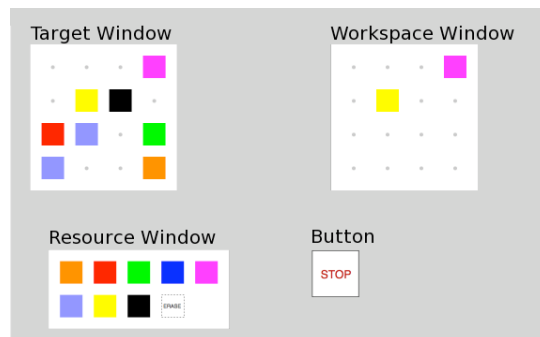 Target Window
Workspace Window
Resource Window
Button
STOP
ERASE